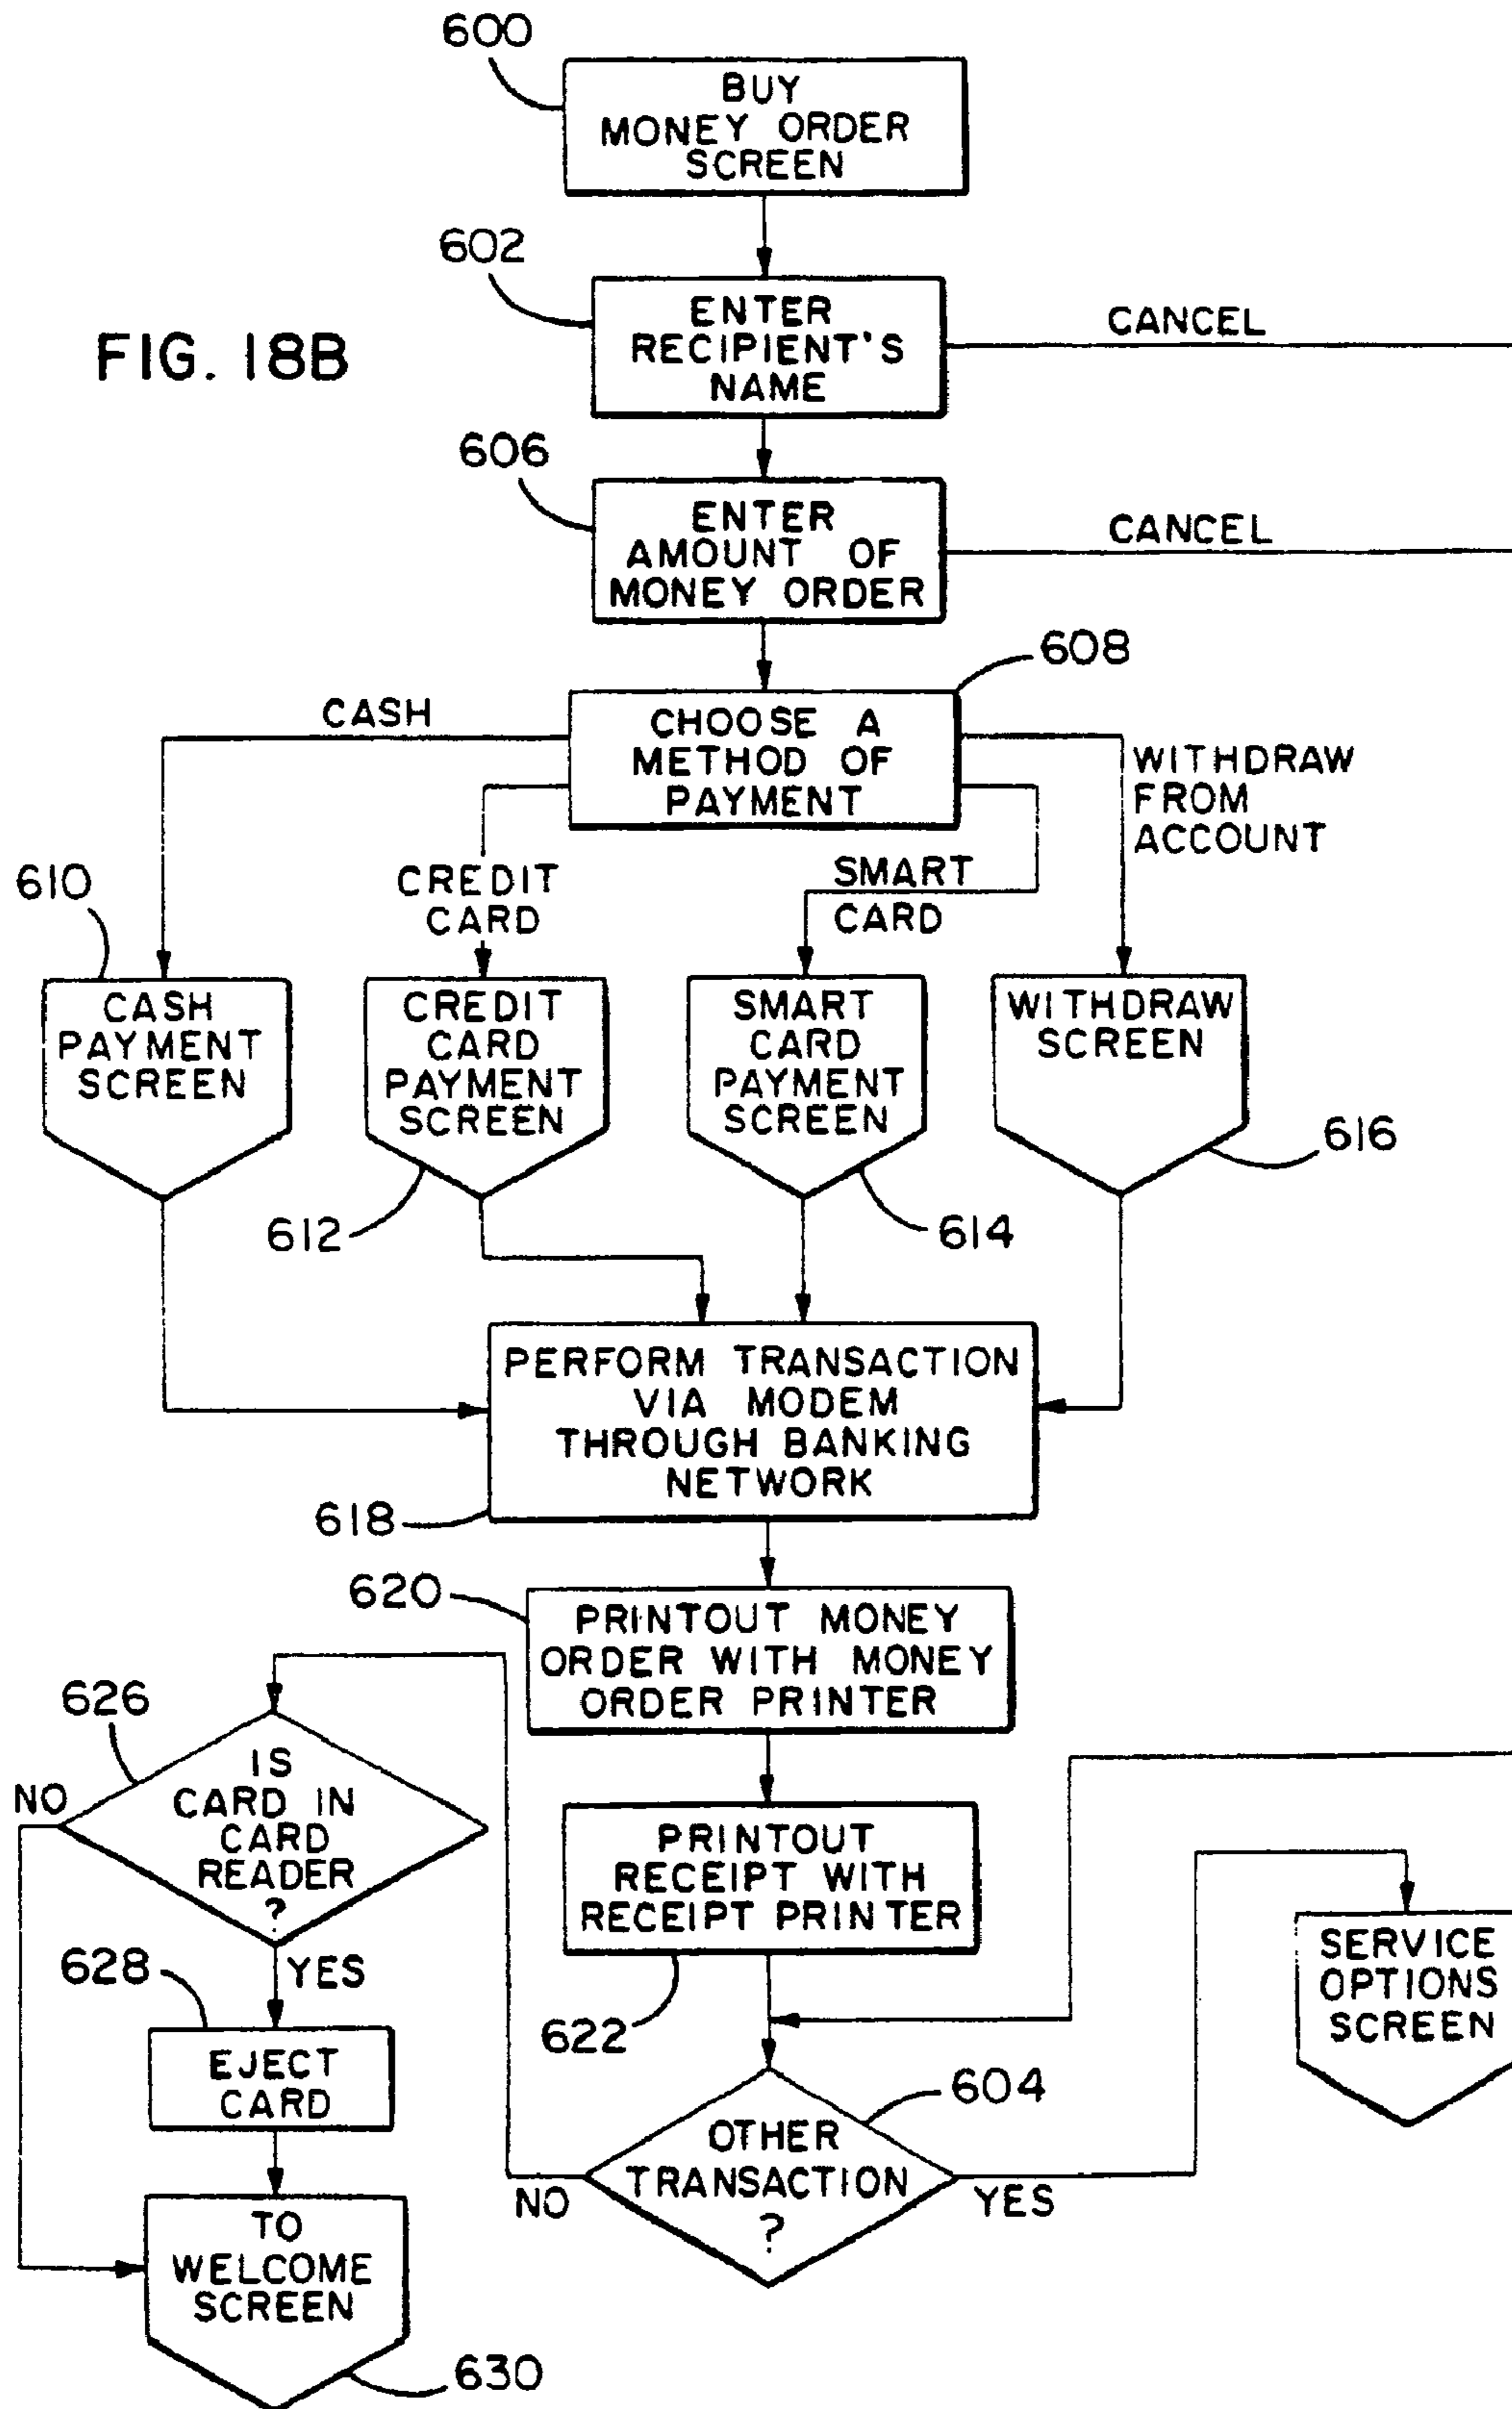 600
BUY
MONEY ORDER
SCREEN
602
ENTER
RECIPIENT'S
NAME
CANCEL
FIG. 18B
606
ENTER
AMOUNT OF
MONEY ORDER
CANCEL
608
CHOOSE A
METHOD OF
PAYMENT
CASH
CREDIT
CARD
SMART
CARD
WITHDRAW
FROM
ACCOUNT
610
CASH
PAYMENT
SCREEN
CREDIT
CARD
PAYMENT
SCREEN
SMART
CARD
PAYMENT
SCREEN
WITHDRAW
SCREEN
612
614
616
PERFORM TRANSACTION
VIA MODEM
THROUGH BANKING
NETWORK
618
620
PRINTOUT MONEY
ORDER WITH MONEY
ORDER PRINTER
626
IS
CARD IN
CARD
READER
?
NO
YES
PRINTOUT
RECEIPT WITH
RECEIPT PRINTER
622
SERVICE
OPTIONS
SCREEN
628
EJECT
CARD
604
OTHER
TRANSACTION
?
NO
YES
TO
WELCOME
SCREEN
630